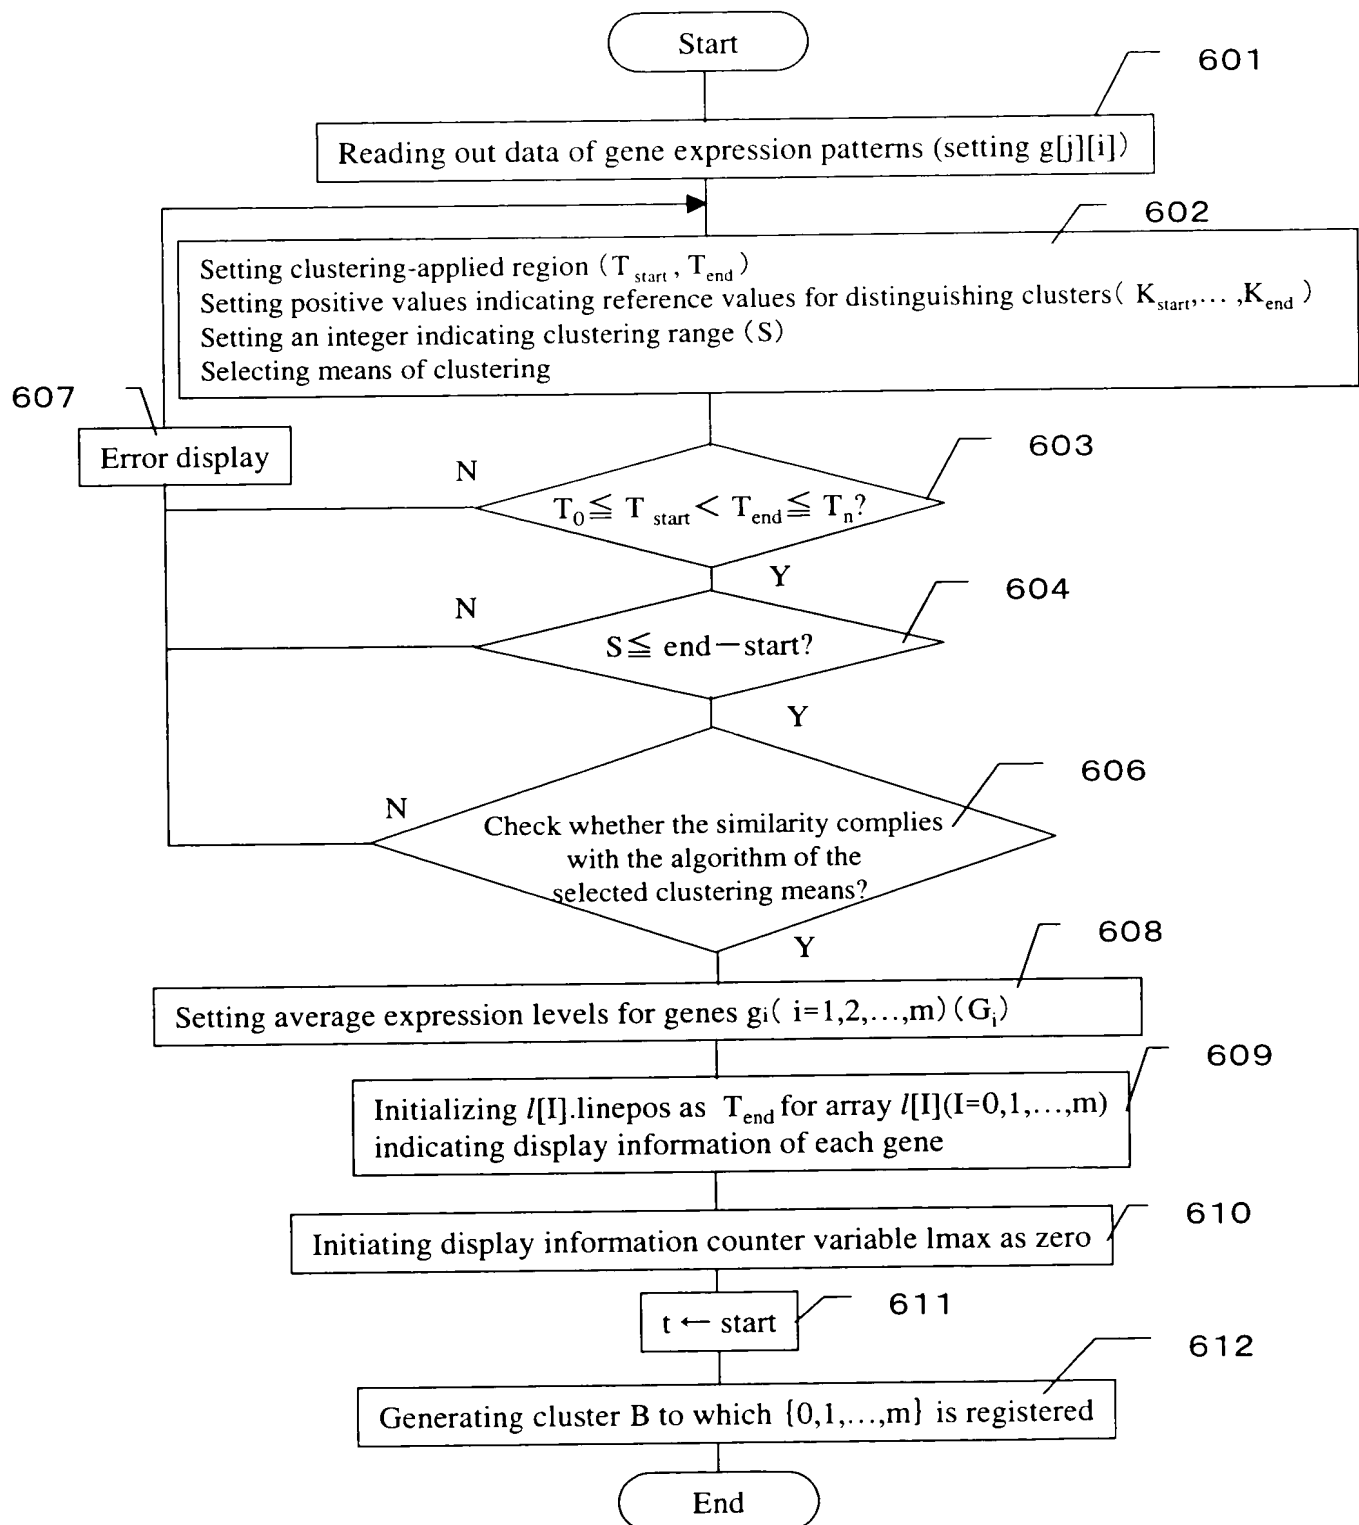 Start
601
Reading out data of gene expression patterns (setting g[j][i])
602
Setting clustering-applied region (T start, T end)
Setting positive values indicating reference values for distinguishing clusters( K start,... ,K end )
Setting an integer indicating clustering range (S)
Selecting means of clustering
607
Error display
603
N
T0 ≦ T start < T end ≦ Tn?
Y
604
N
S≦ end−start?
Y
606
N
Check whether the similarity complies
with the algorithm of the
selected clustering means?
Y
608
Setting average expression levels for genes gi( i=1,2,...,m) (Gi)
609
Initializing l[I].linepos as T end for array l[I](I=0,1,...,m)
indicating display information of each gene
610
Initiating display information counter variable lmax as zero
611
t ← start
612
Generating cluster B to which {0,1,...,m} is registered
End